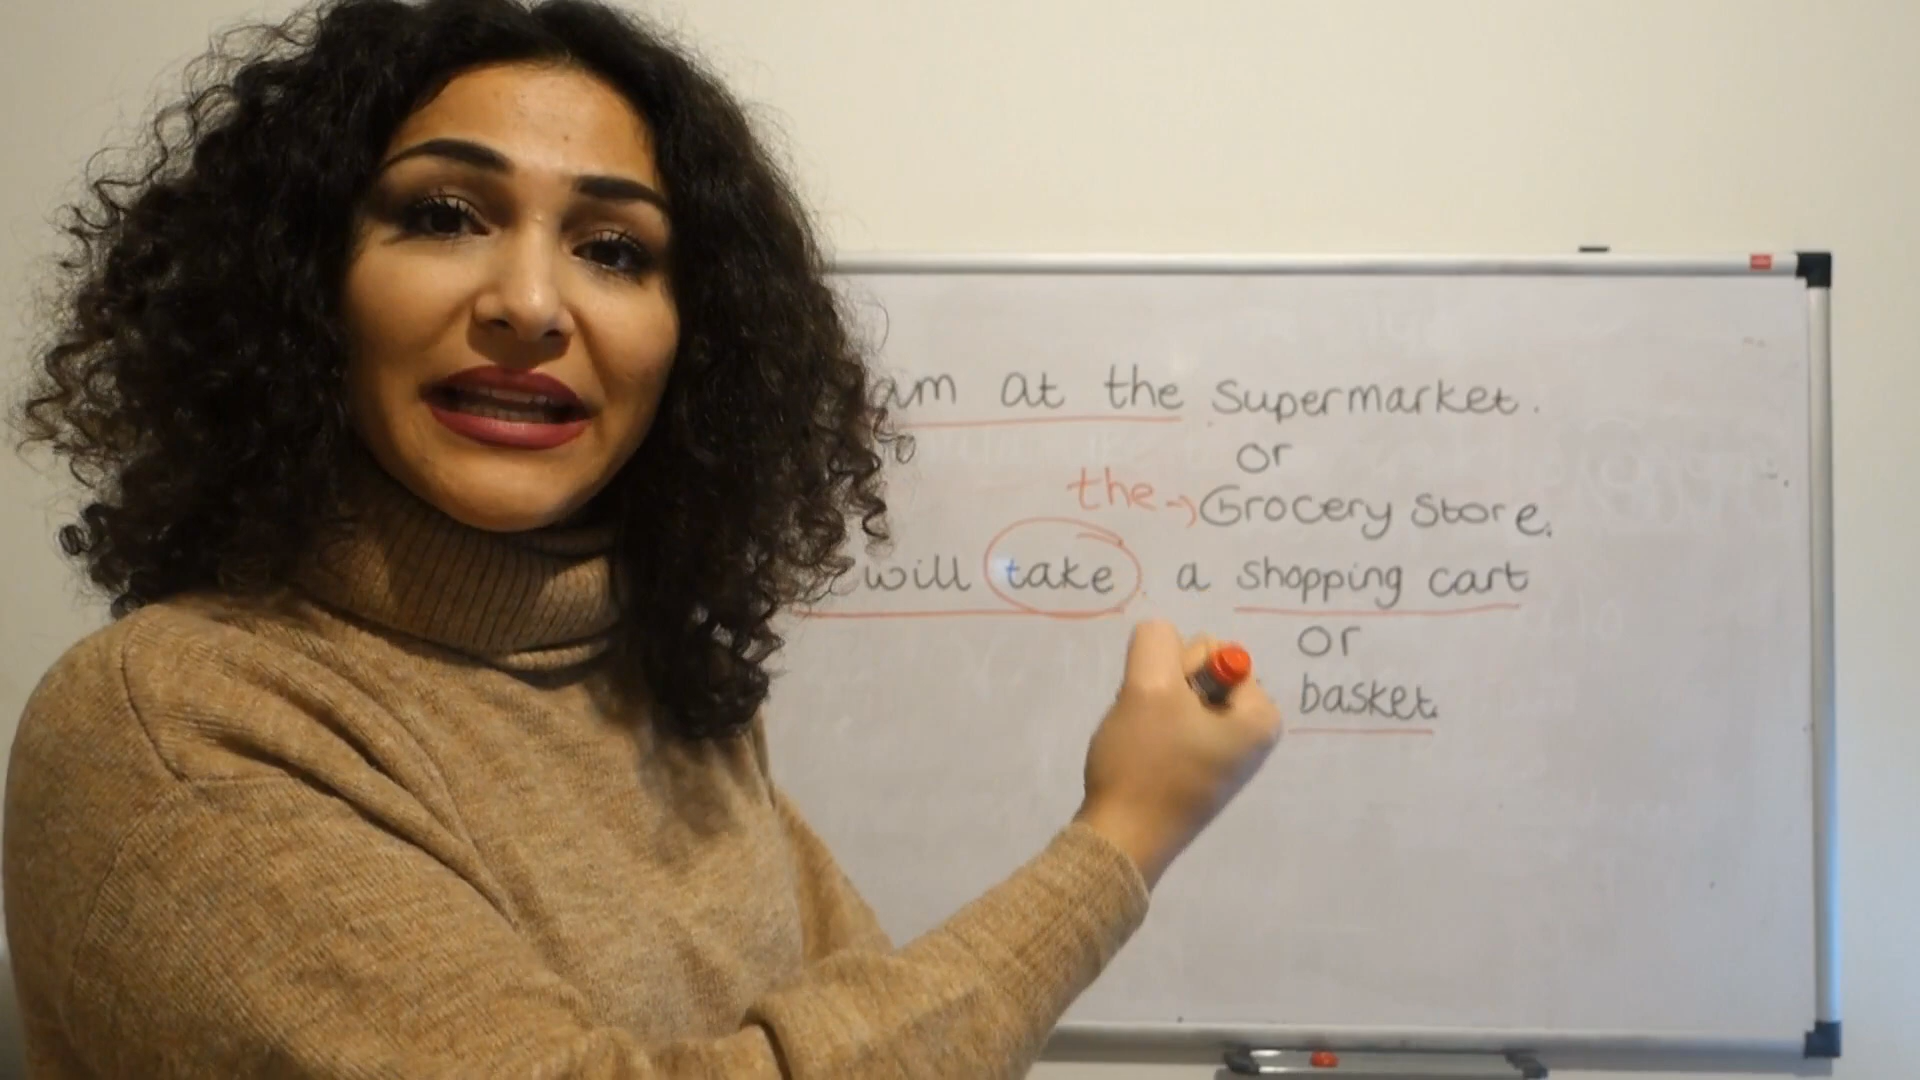 am at the Supermarket.
or
the → Grocery Store.
will take a shopping cart
or
basket.